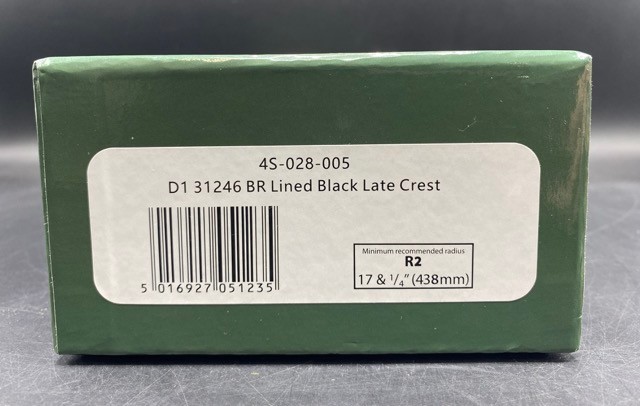 4S-028-005
D1 31246 BR Lined Black Late Crest
5 016927 051235
Minimum recommended radius
R2
17 & 1/4" (438mm)